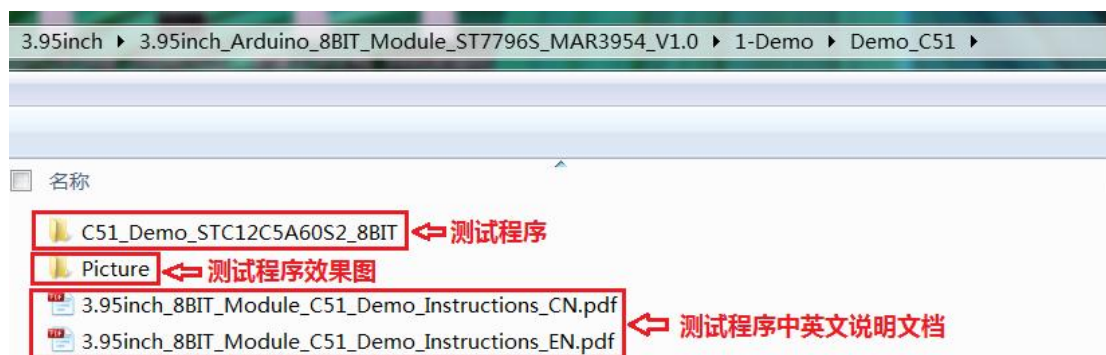 3.95inch ▸ 3.95inch_Arduino_8BIT_Module_ST7796S_MAR3954_V1.0 ▸ 1-Demo ▸ Demo_C51 ▸
名称
C51_Demo_STC12C5A60S2_8BIT 测试程序
Picture 测试程序效果图
3.95inch_8BIT_Module_C51_Demo_Instructions_CN.pdf
测试程序中英文说明文档
3.95inch_8BIT_Module_C51_Demo_Instructions_EN.pdf